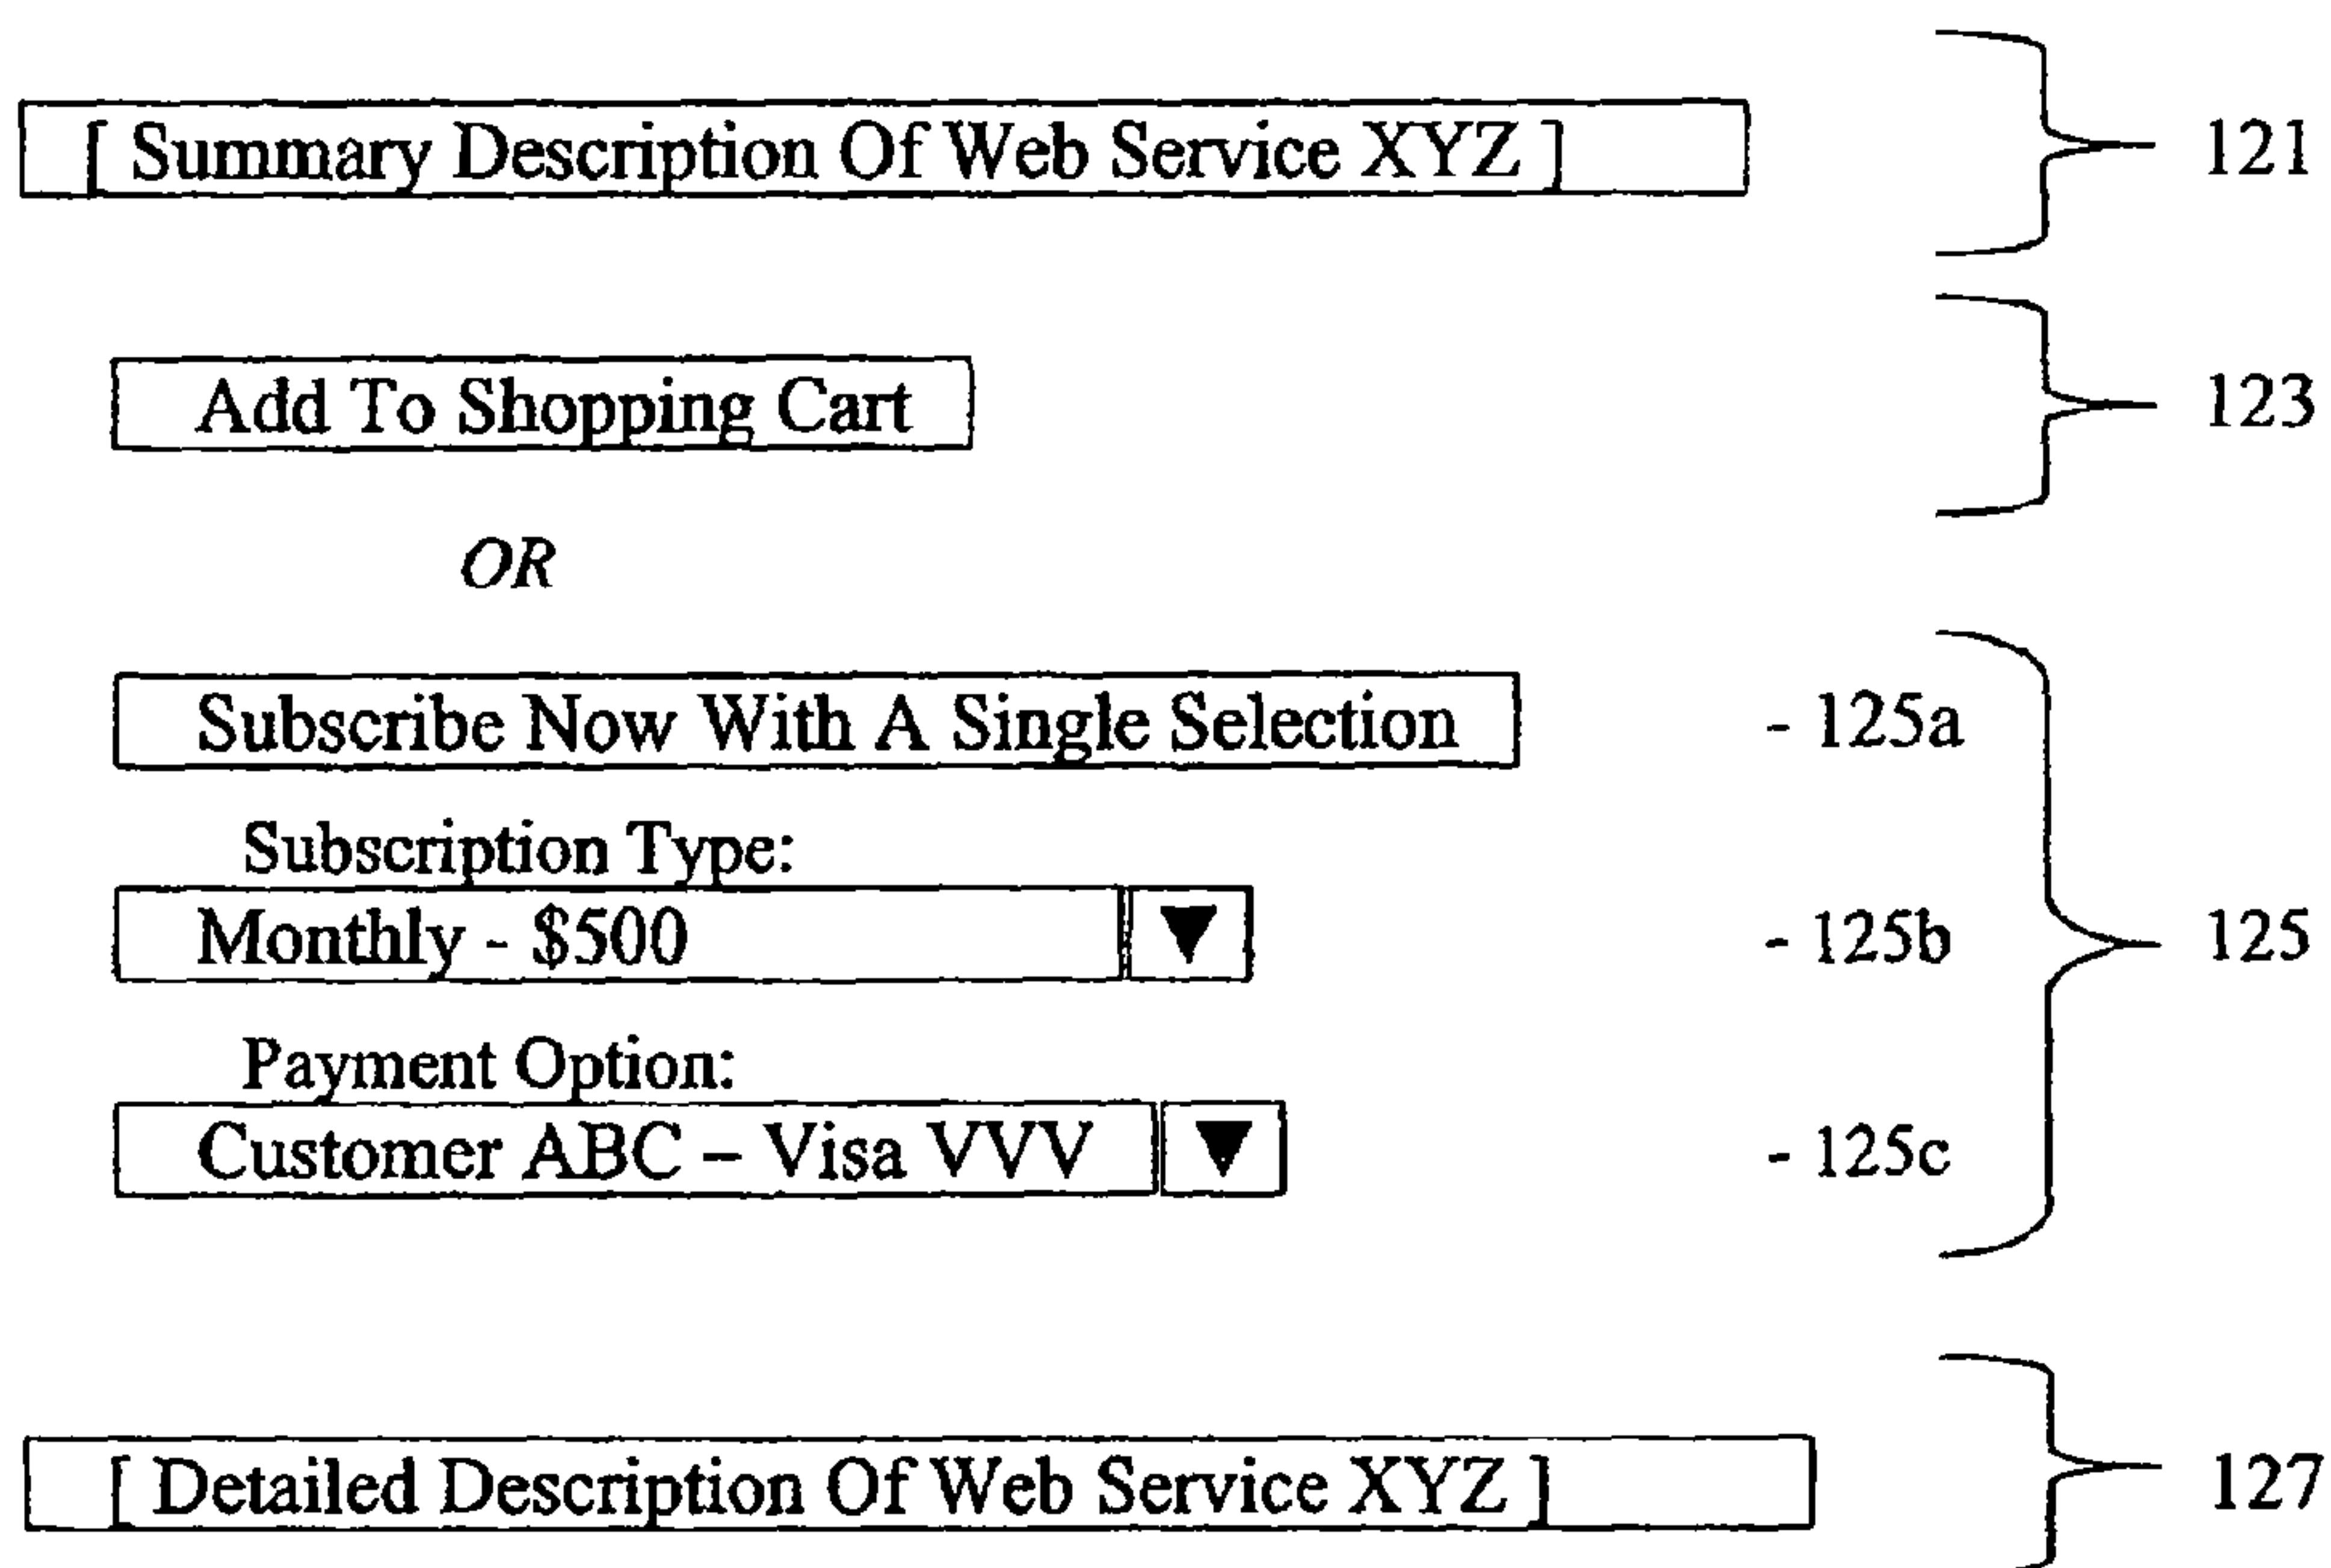 [ Summary Description Of Web Service XYZ ] 121
Add To Shopping Cart 123
OR
Subscribe Now With A Single Selection - 125a
Subscription Type:
Monthly - $500 - 125b 125
Payment Option:
Customer ABC – Visa VVV - 125c
[ Detailed Description Of Web Service XYZ ] 127